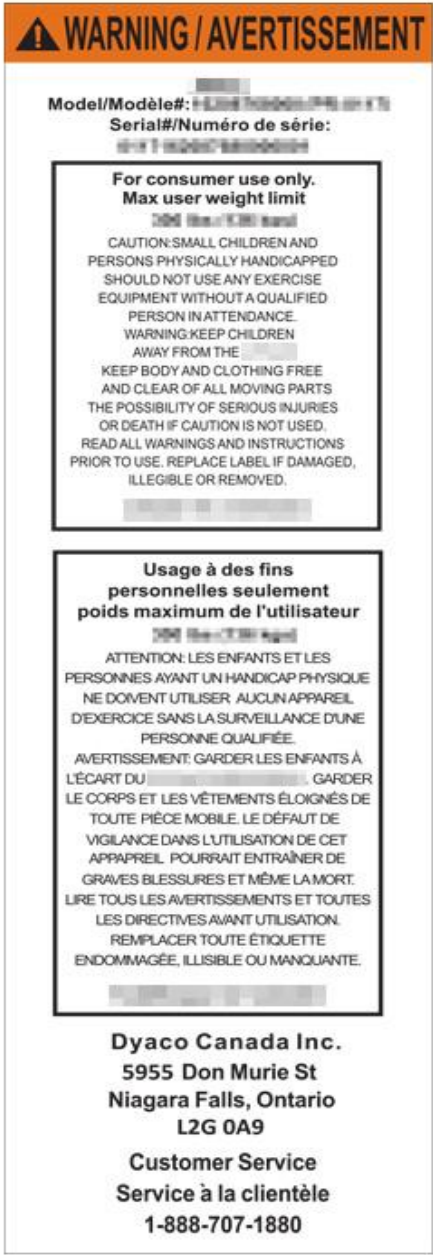 WARNING / AVERTISSEMENT
Model/Modèle#:
Serial#/Numéro de série:
For consumer use only.
Max user weight limit
CAUTION:SMALL CHILDREN AND
PERSONS PHYSICALLY HANDICAPPED
SHOULD NOT USE ANY EXERCISE
EQUIPMENT WITHOUT A QUALIFIED
PERSON IN ATTENDANCE.
WARNING:KEEP CHILDREN
AWAY FROM THE
KEEP BODY AND CLOTHING FREE
AND CLEAR OF ALL MOVING PARTS
THE POSSIBILITY OF SERIOUS INJURIES
OR DEATH IF CAUTION IS NOT USED.
READ ALL WARNINGS AND INSTRUCTIONS
PRIOR TO USE. REPLACE LABEL IF DAMAGED,
ILLEGIBLE OR REMOVED.
Usage à des fins
personnelles seulement
poids maximum de l'utilisateur
ATTENTION: LES ENFANTS ET LES
PERSONNES AYANT UN HANDICAP PHYSIQUE
NE DOIVENT UTILISER AUCUN APPAREIL
D'EXERCICE SANS LA SURVEILLANCE D'UNE
PERSONNE QUALIFIÉE.
AVERTISSEMENT: GARDER LES ENFANTS À
L'ÉCART DU . GARDER
LE CORPS ET LES VÊTEMENTS ÉLOIGNÉS DE
TOUTE PIÈCE MOBILE. LE DÉFAUT DE
VIGILANCE DANS L'UTILISATION DE CET
APPAPREIL POURRAIT ENTRAÎNER DE
GRAVES BLESSURES ET MÊME LA MORT.
LIRE TOUS LES AVERTISSEMENTS ET TOUTES
LES DIRECTIVES AVANT UTILISATION.
REMPLACER TOUTE ÉTIQUETTE
ENDOMMAGÉE, ILLISIBLE OU MANQUANTE.
Dyaco Canada Inc.
5955 Don Murie St
Niagara Falls, Ontario
L2G 0A9
Customer Service
Service à la clientèle
1-888-707-1880